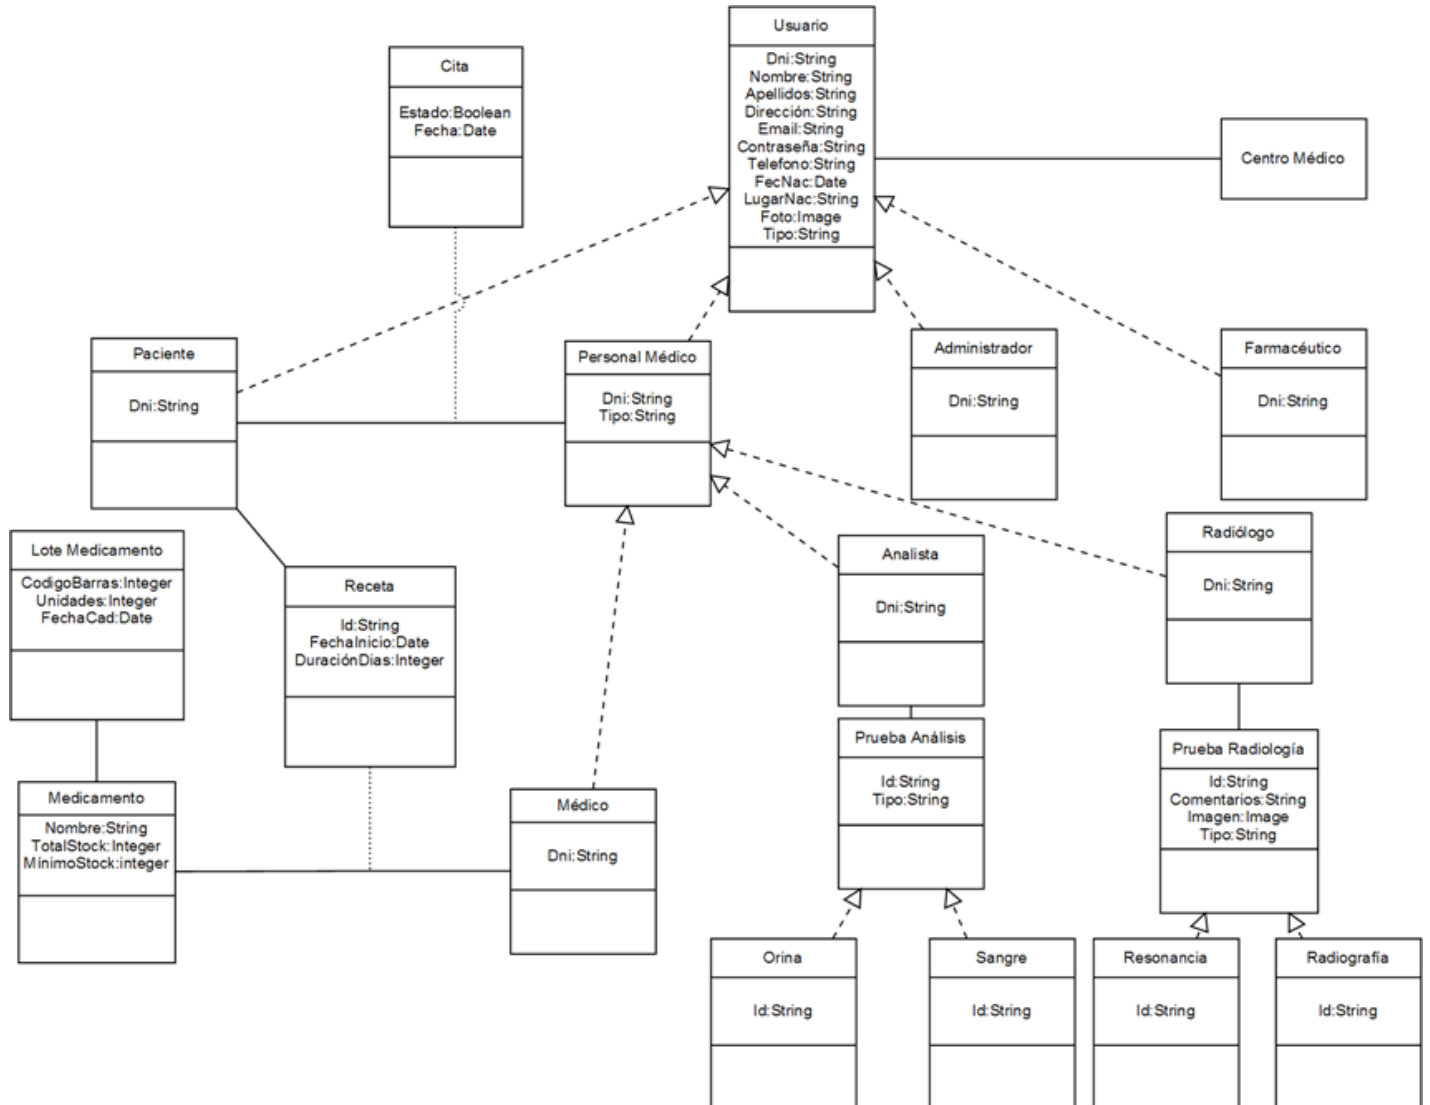 Usuario
Dni:String
Nombre:String
Apellidos:String
Dirección:String
Email:String
Contraseña:String
Telefono:String
FecNac:Date
LugarNac:String
Foto:Image
Tipo:String
Cita
Estado:Boolean
Fecha:Date
Centro Médico
Paciente
Dni:String
Personal Médico
Dni:String
Tipo:String
Administrador
Dni:String
Farmacéutico
Dni:String
Lote Medicamento
CodigoBarras:Integer
Unidades:Integer
FechaCad:Date
Receta
Id:String
FechaInicio:Date
DuraciónDias:Integer
Analista
Dni:String
Radiólogo
Dni:String
Medicamento
Nombre:String
TotalStock:Integer
MínimoStock:integer
Médico
Dni:String
Prueba Análisis
Id:String
Tipo:String
Prueba Radiología
Id:String
Comentarios:String
Imagen:Image
Tipo:String
Orina
Id:String
Sangre
Id:String
Resonancia
Id:String
Radiografía
Id:String